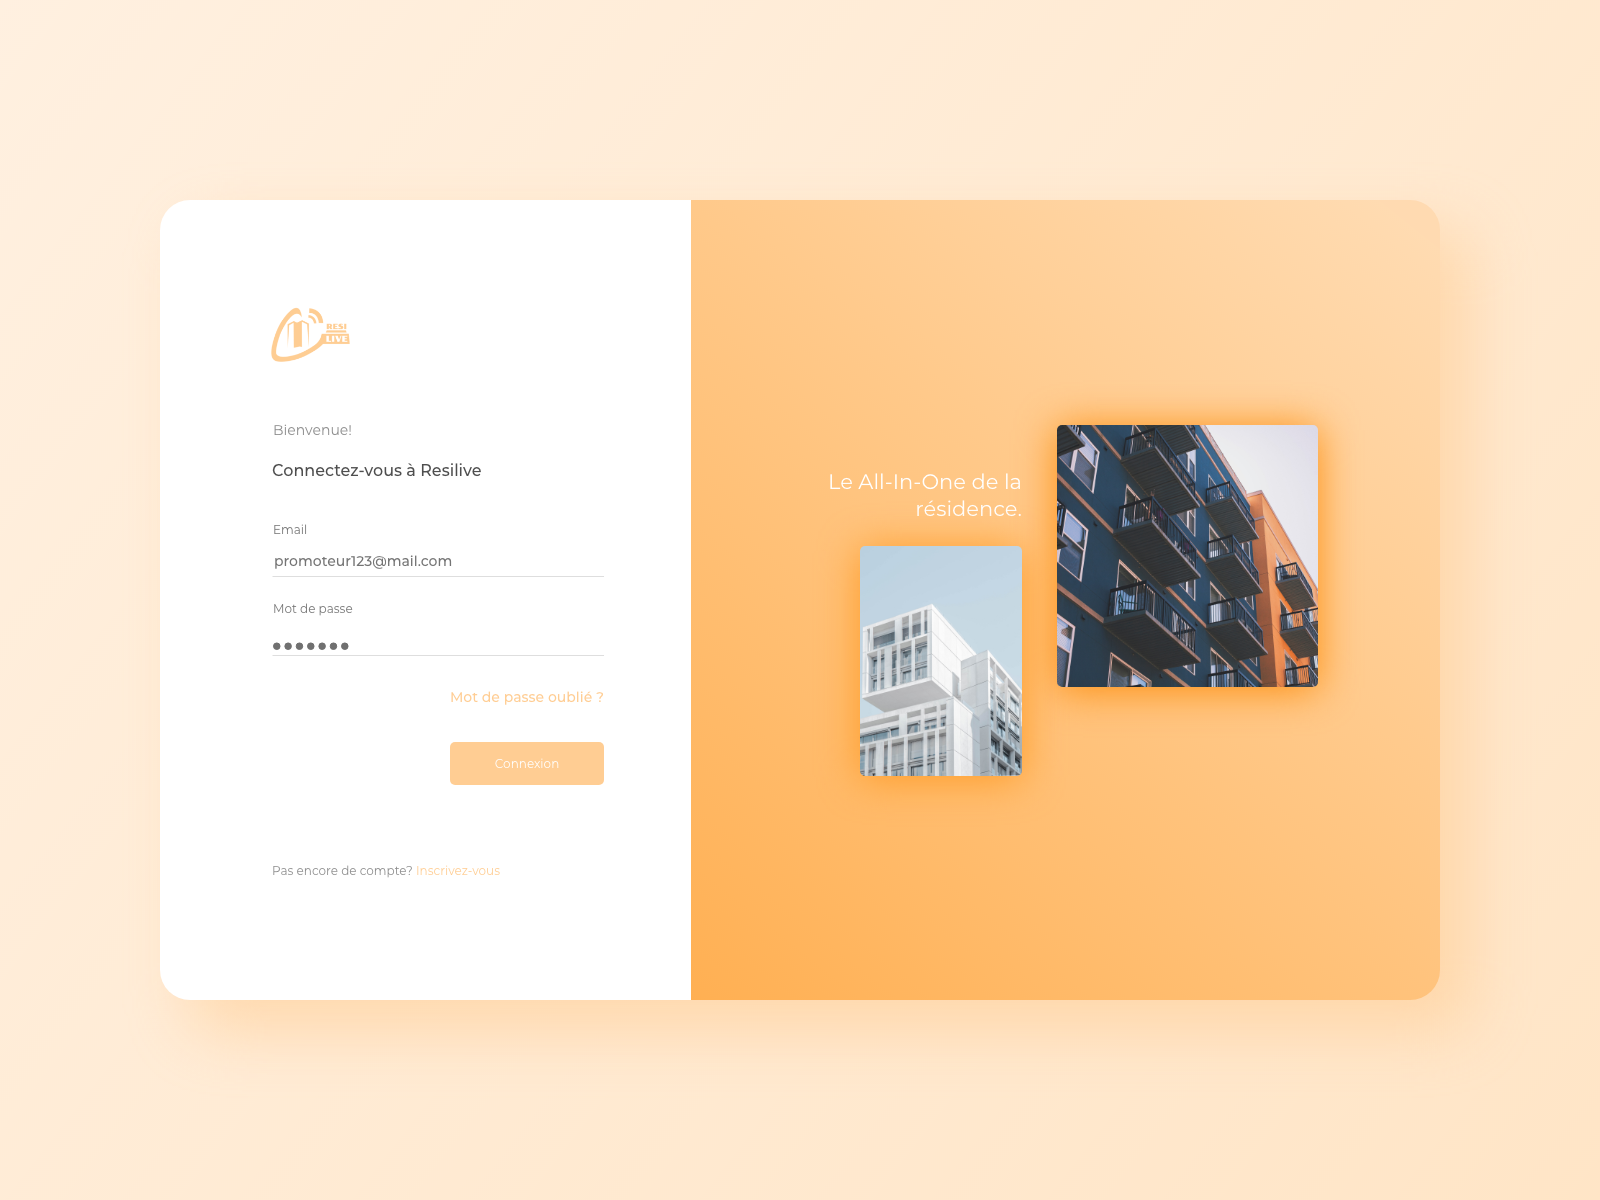 RESI
LIVE
Bienvenue!
Connectez-vous à Resilive
Email
promoteur123@mail.com
Mot de passe
Mot de passe oublié ?
Connexion
Pas encore de compte? Inscrivez-vous
Le All-In-One de la
résidence.